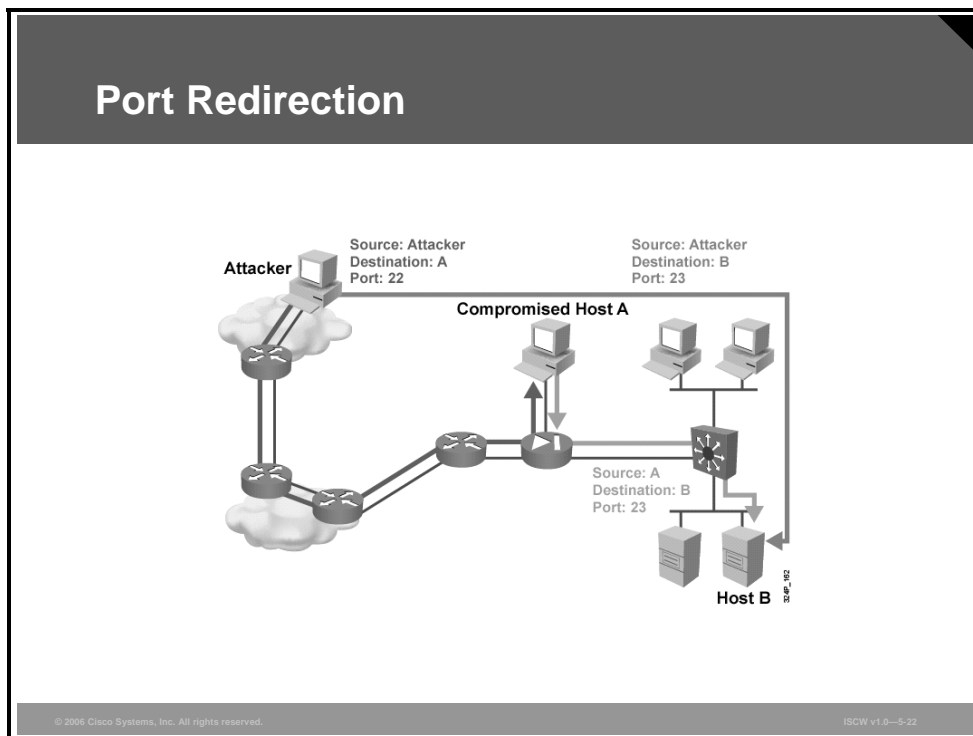 Port Redirection
Attacker
Source: Attacker
Destination: A
Port: 22
Source: Attacker
Destination: B
Port: 23
Compromised Host A
Source: A
Destination: B
Port: 23
Host B
324P_162
© 2006 Cisco Systems, Inc. All rights reserved.
ISCW v1.0—5-22